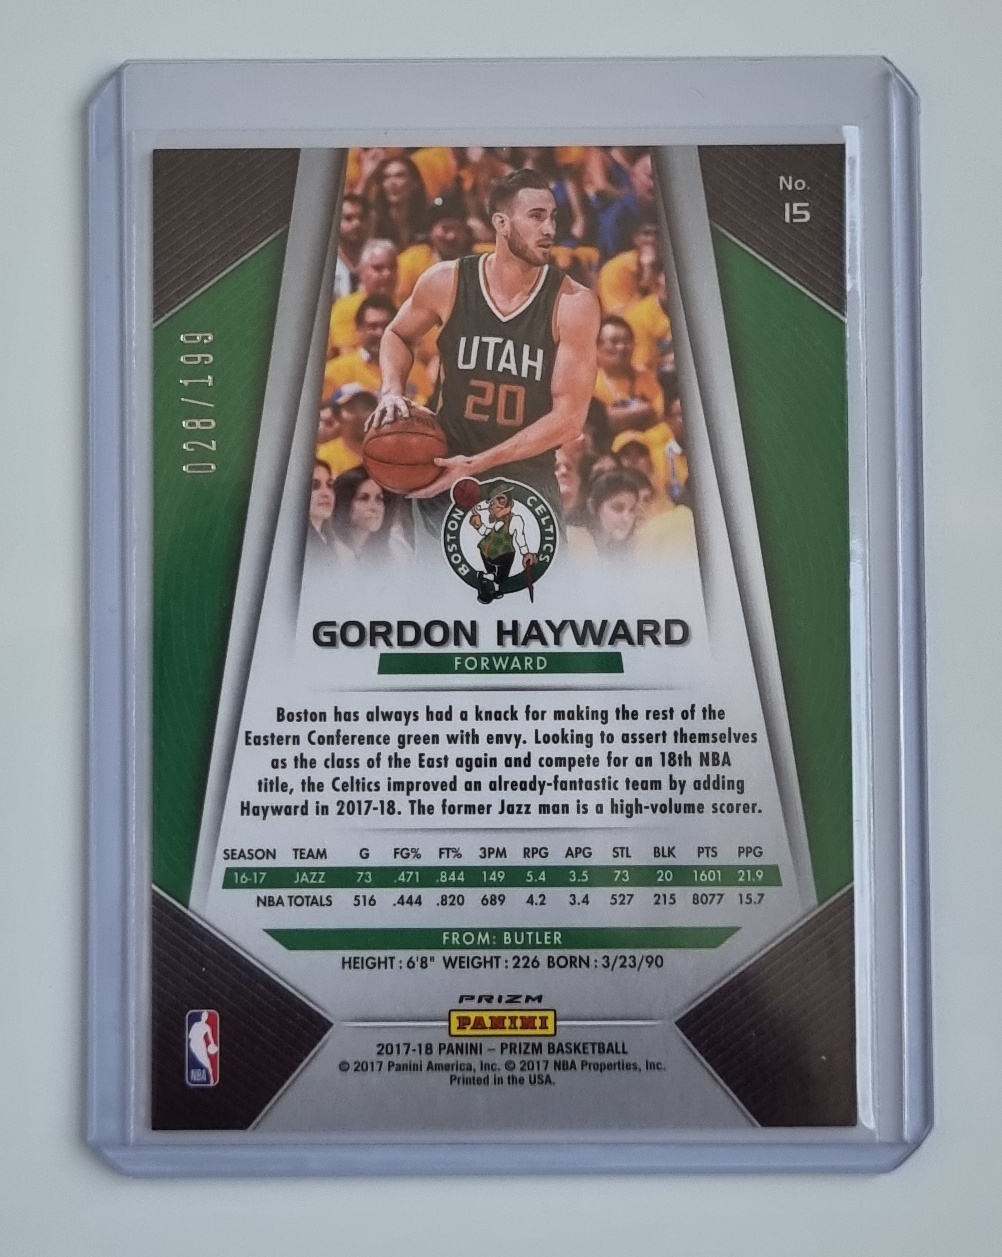 No.
15
028/199
UTAH
20
BOSTON CELTICS
GORDON HAYWARD
FORWARD
Boston has always had a knack for making the rest of the
Eastern Conference green with envy. Looking to assert themselves
as the class of the East again and compete for an 18th NBA
title, the Celtics improved an already-fantastic team by adding
Hayward in 2017-18. The former Jazz man is a high-volume scorer.
SEASON TEAM G FG% FT% 3PM RPG APG STL BLK PTS PPG
16-17 JAZZ 73 .471 .844 149 5.4 3.5 73 20 1601 21.9
NBA TOTALS 516 .444 .820 689 4.2 3.4 527 215 8077 15.7
FROM: BUTLER
HEIGHT: 6'8" WEIGHT: 226 BORN: 3/23/90
PRIZM
PANINI
NBA
2017-18 PANINI – PRIZM BASKETBALL
© 2017 Panini America, Inc. © 2017 NBA Properties, Inc.
Printed in the USA.